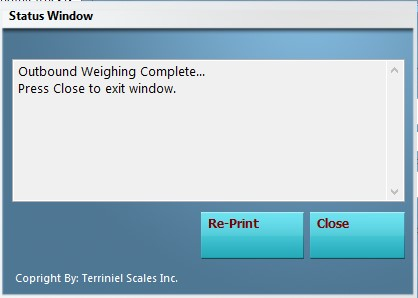 Status Window
Outbound Weighing Complete...
Press Close to exit window.
Re-Print
Close
Copright By: Terriniel Scales Inc.